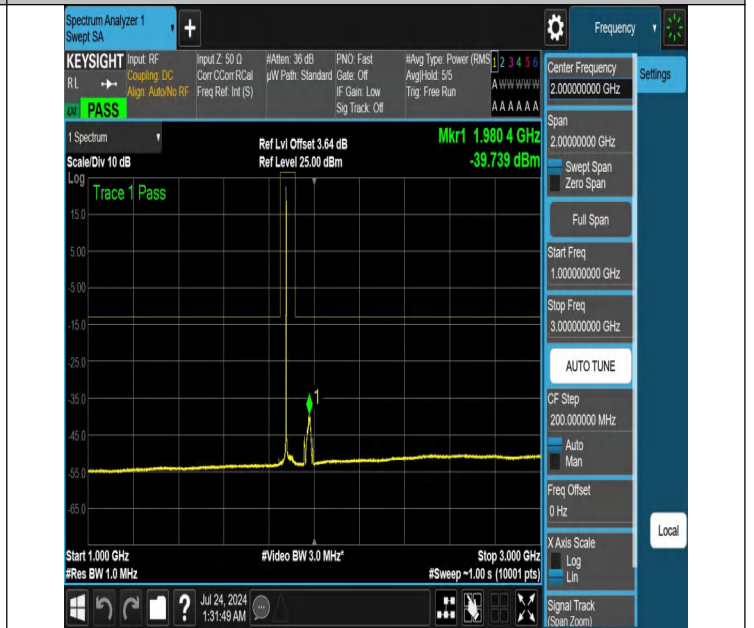 Spectrum Analyzer 1
Swept SA
+
Frequency
KEYSIGHT
RL
LXI PASS
Input: RF
Coupling: DC
Align: Auto/No RF
Input Z: 50 Ω
Corr CCorr RCal
Freq Ref: Int (S)
#Atten: 36 dB
µW Path: Standard
PNO: Fast
Gate: Off
IF Gain: Low
Sig Track: Off
#Avg Type: Power (RMS
Avg|Hold: 5/5
Trig: Free Run
1 2 3 4 5 6
A W W W W W
A A A A A A
1 Spectrum
Scale/Div 10 dB
Ref Lvl Offset 3.64 dB
Ref Level 25.00 dBm
Mkr1 1.980 4 GHz
-39.739 dBm
Log
Trace 1 Pass
15.0
5.00
-5.00
-15.0
-25.0
-35.0
-45.0
-55.0
-65.0
1
Start 1.000 GHz
#Res BW 1.0 MHz
#Video BW 3.0 MHz*
Stop 3.000 GHz
#Sweep ~1.00 s (10001 pts)
?
Jul 24, 2024
1:31:49 AM
Center Frequency
2.000000000 GHz
Settings
Span
2.00000000 GHz
Swept Span
Zero Span
Full Span
Start Freq
1.000000000 GHz
Stop Freq
3.000000000 GHz
AUTO TUNE
CF Step
200.000000 MHz
Auto
Man
Freq Offset
0 Hz
X Axis Scale
Log
Lin
Signal Track
(Span Zoom)
Local